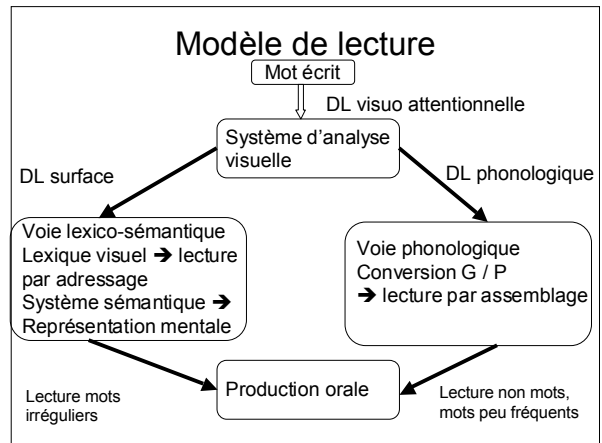 Modèle de lecture
Mot écrit
DL visuo attentionnelle
Système d’analyse
visuelle
DL surface
DL phonologique
Voie lexico-sémantique
Lexique visuel ➔ lecture
par adressage
Système sémantique ➔
Représentation mentale
Voie phonologique
Conversion G / P
➔ lecture par assemblage
Lecture mots
irréguliers
Production orale
Lecture non mots,
mots peu fréquents